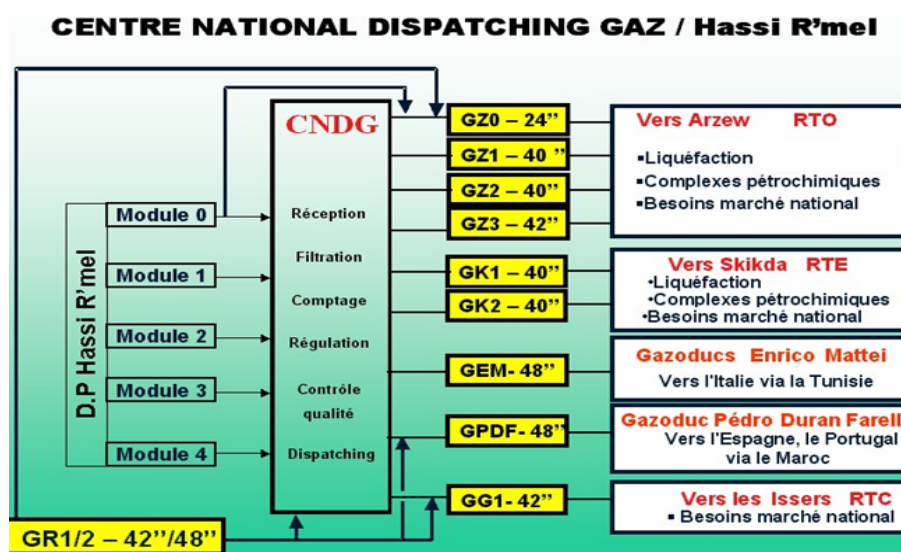 CENTRE NATIONAL DISPATCHING GAZ / Hassi R'mel
D.P Hassi R'mel
Module 0
Module 1
Module 2
Module 3
Module 4
CNDG
Réception
Filtration
Comptage
Régulation
Contrôle
qualité
Dispatching
GZ0 – 24’’
GZ1 – 40 ’’
GZ2 – 40’’
GZ3 – 42’’
GK1 – 40’’
GK2 – 40’’
GEM- 48’’
GPDF- 48’’
GG1- 42’’
GR1/2 – 42’’/48’’
Vers Arzew RTO
▪Liquéfaction
▪Complexes pétrochimiques
▪Besoins marché national
Vers Skikda RTE
•Liquéfaction
•Complexes pétrochimiques
•Besoins marché national
Gazoducs Enrico Mattei
Vers l'Italie via la Tunisie
Gazoduc Pédro Duran Farell
Vers l'Espagne, le Portugal
via le Maroc
Vers les Issers RTC
▪ Besoins marché national